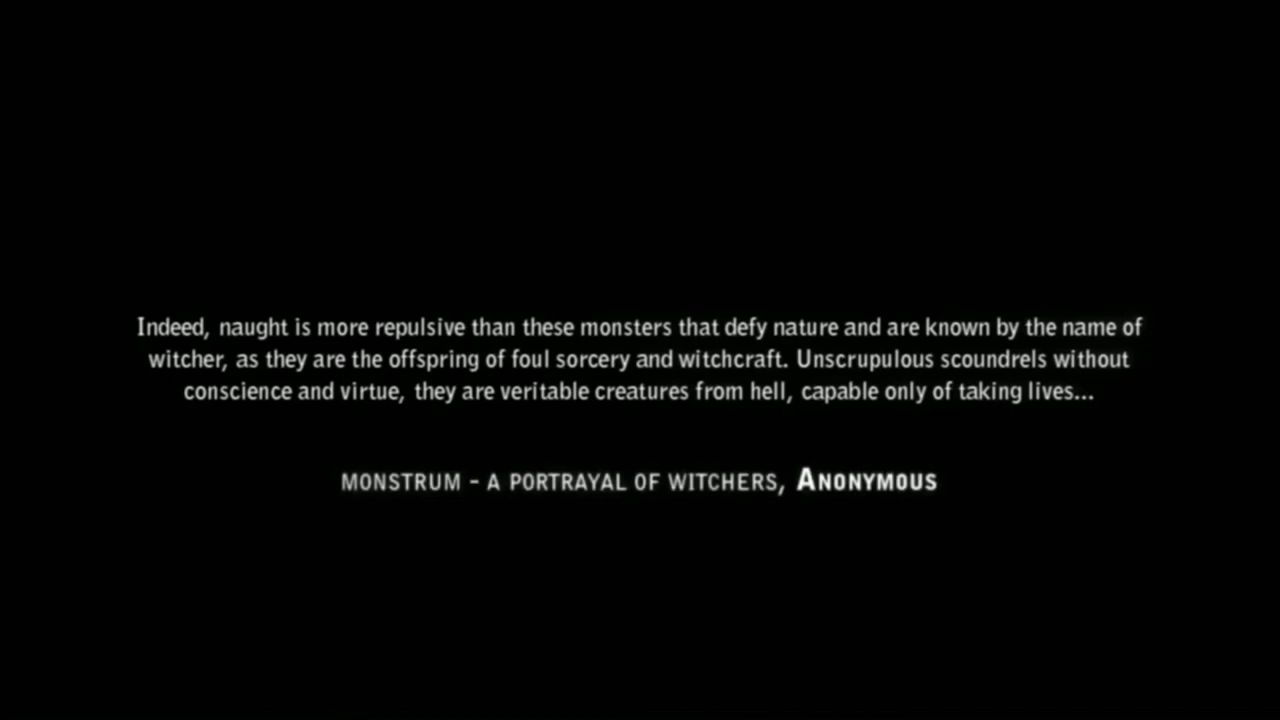 Indeed, naught is more repulsive than these monsters that defy nature and are known by the name of
witcher, as they are the offspring of foul sorcery and witchcraft. Unscrupulous scoundrels without
conscience and virtue, they are veritable creatures from hell, capable only of taking lives...
MONSTRUM - A PORTRAYAL OF WITCHERS, ANONYMOUS